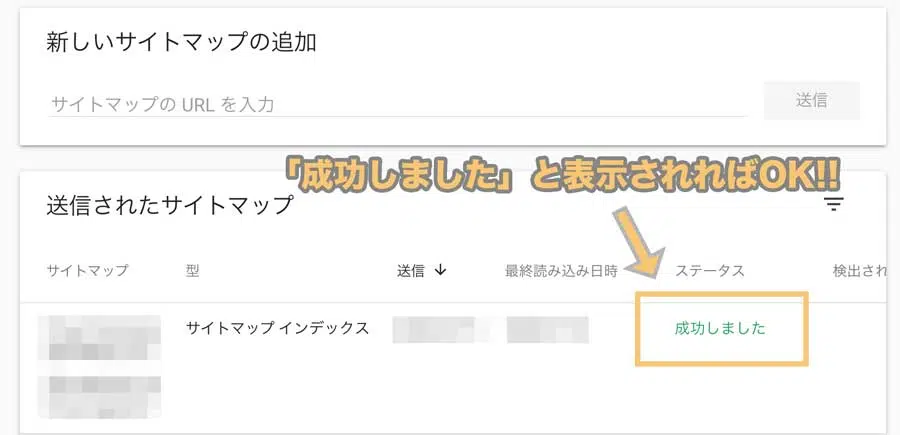 新しいサイトマップの追加
サイトマップの URL を入力
送信
「成功しました」と表示されればOK!!
送信されたサイトマップ
サイトマップ 型 送信 ↓ 最終読み込み日時 ステータス 検出され
サイトマップ インデックス 成功しました